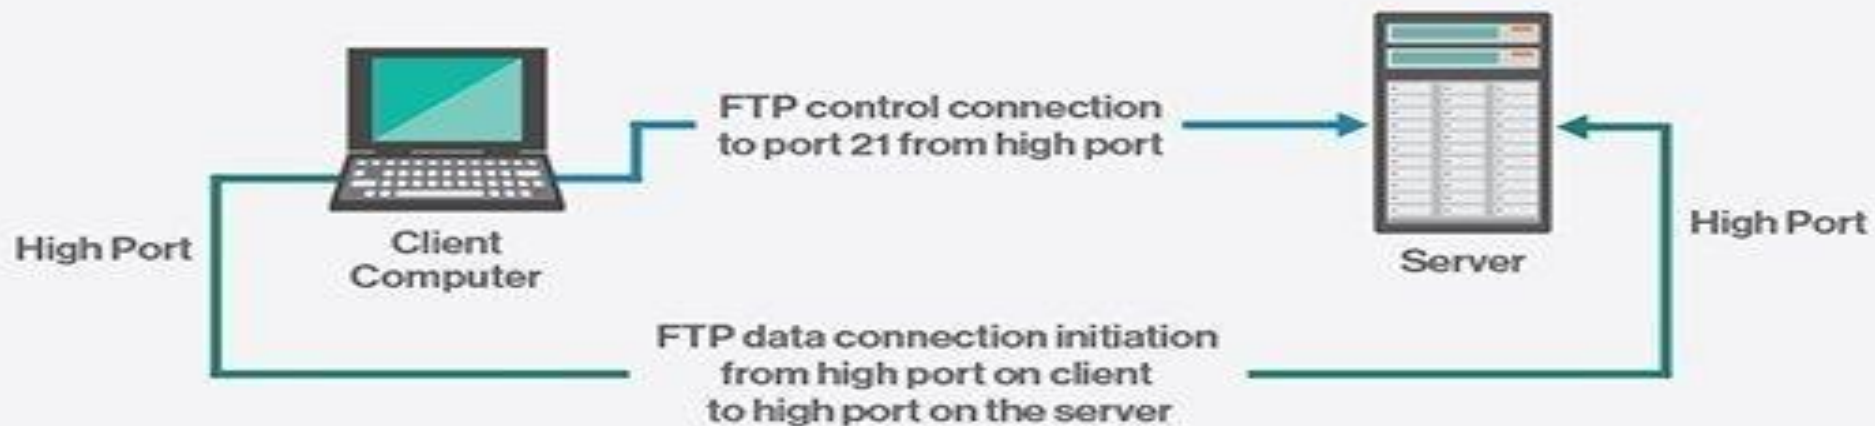 FTP control connection
to port 21 from high port
High Port
Client
Computer
Server
High Port
FTP data connection initiation
from high port on client
to high port on the server